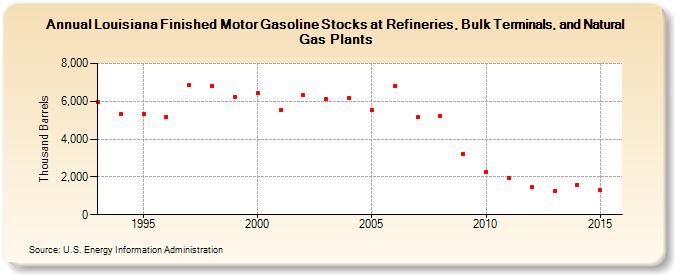 Annual Louisiana Finished Motor Gasoline Stocks at Refineries, Bulk Terminals, and Natural
Gas Plants
Thousand Barrels
8,000
6,000
4,000
2,000
0
1995
2000
2005
2010
2015
Source: U.S. Energy Information Administration